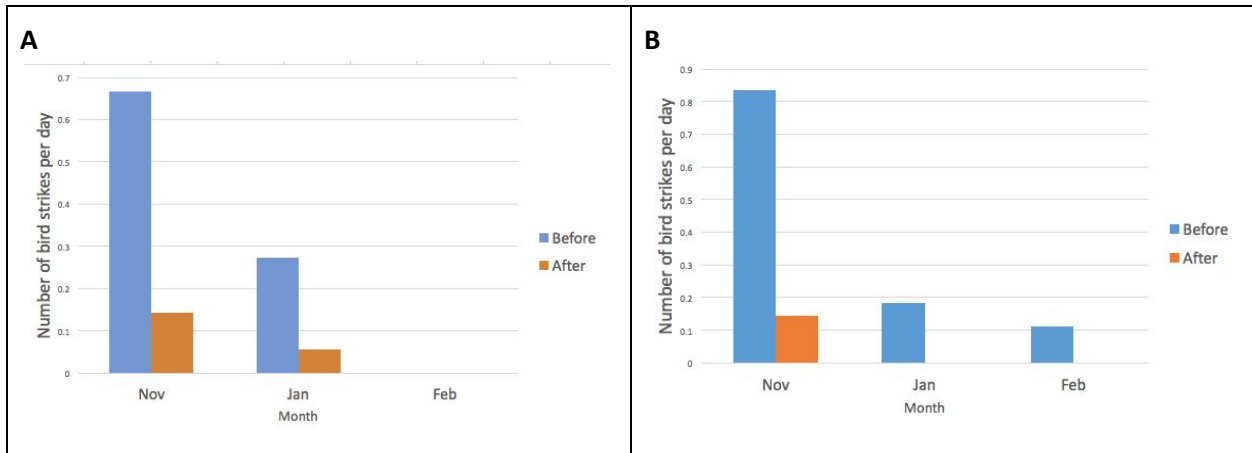 A
Number of bird strikes per day
0.7
0.6
0.5
0.4
0.3
0.2
0.1
0
Nov
Jan
Feb
Month
Before
After
B
Number of bird strikes per day
0.9
0.8
0.7
0.6
0.5
0.4
0.3
0.2
0.1
0
Nov
Jan
Feb
Month
Before
After